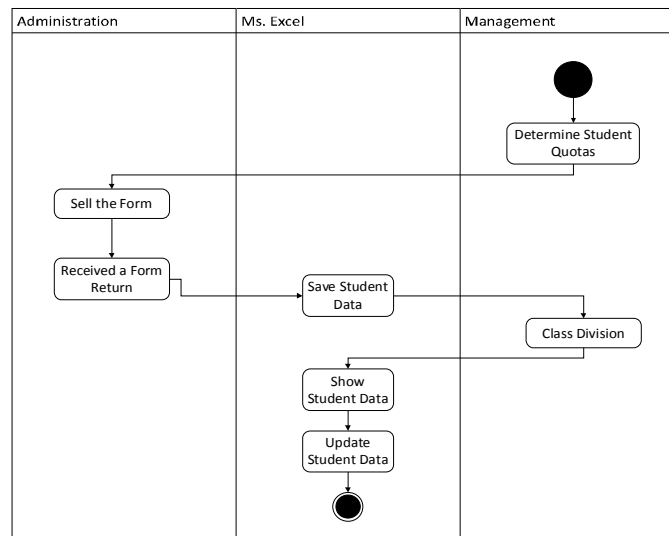 Administration
Ms. Excel
Management
Determine Student
Quotas
Sell the Form
Received a Form
Return
Save Student
Data
Class Division
Show
Student Data
Update
Student Data